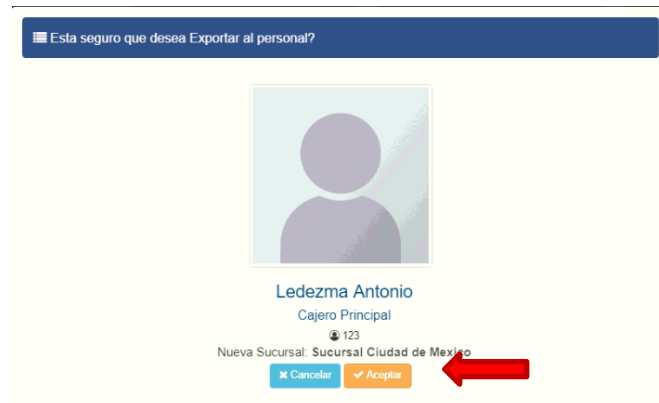 Esta seguro que desea Exportar al personal?
Ledezma Antonio
Cajero Principal
123
Nueva Sucursal: Sucursal Ciudad de Mexico
Cancelar Aceptar